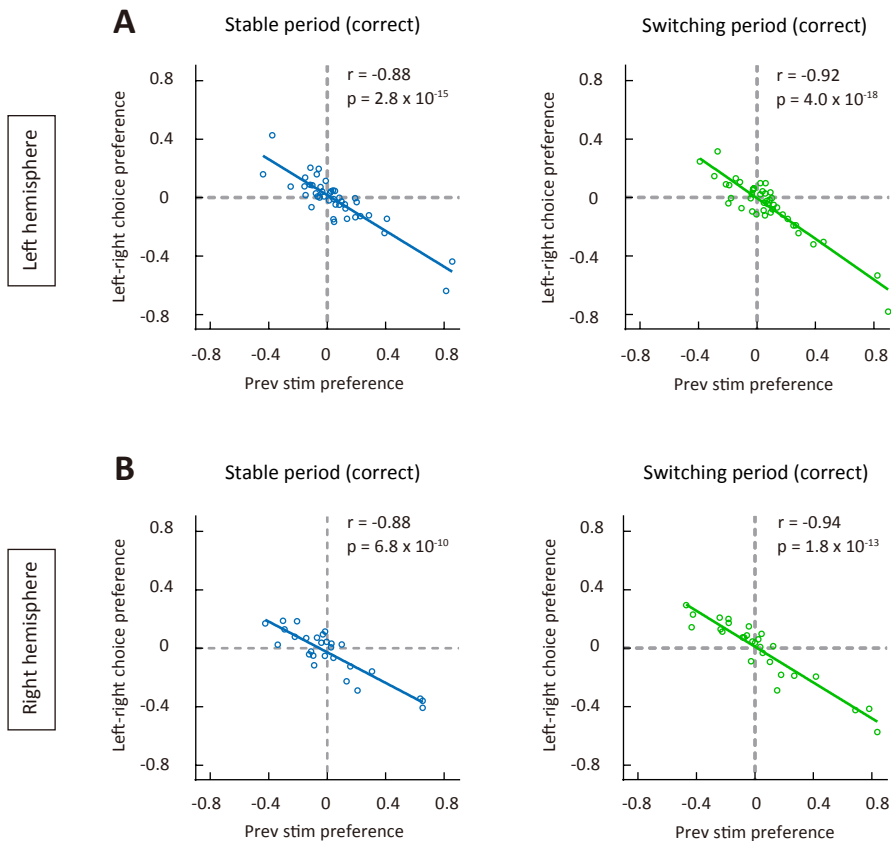 A
Stable period (correct)
Switching period (correct)
Left hemisphere
Left-right choice preference
0.8
0.4
0
-0.4
-0.8
r = -0.88
p = 2.8 x 10-15
-0.8
-0.4
0
0.4
0.8
Prev stim preference
Left-right choice preference
0.8
0.4
0
-0.4
-0.8
r = -0.92
p = 4.0 x 10-18
-0.8
-0.4
0
0.4
0.8
Prev stim preference
B
Stable period (correct)
Switching period (correct)
Right hemisphere
Left-right choice preference
0.8
0.4
0
-0.4
-0.8
r = -0.88
p = 6.8 x 10-10
-0.8
-0.4
0
0.4
0.8
Prev stim preference
Left-right choice preference
0.8
0.4
0
-0.4
-0.8
r = -0.94
p = 1.8 x 10-13
-0.8
-0.4
0
0.4
0.8
Prev stim preference